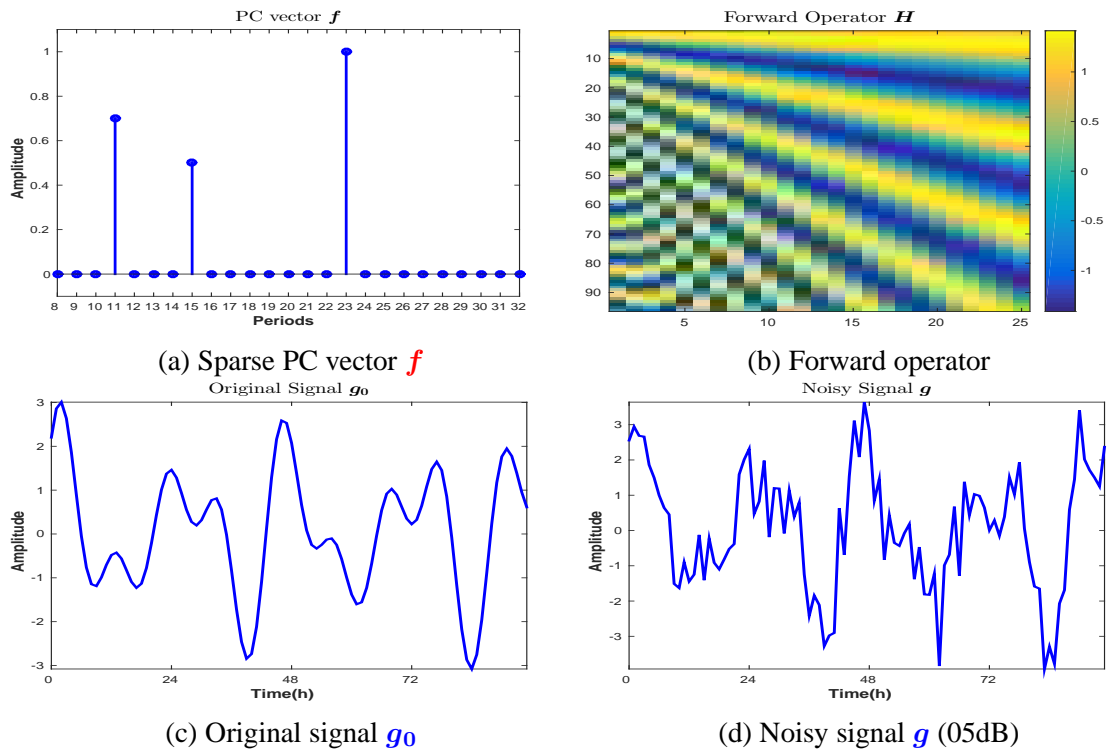 PC vector f
Amplitude
1
0.8
0.6
0.4
0.2
0
8 9 10 11 12 13 14 15 16 17 18 19 20 21 22 23 24 25 26 27 28 29 30 31 32
Periods
(a) Sparse PC vector f
Forward Operator H
10
20
30
40
50
60
70
80
90
5 10 15 20 25
1
0.5
0
-0.5
-1
(b) Forward operator
Original Signal g₀
Amplitude
3
2
1
0
-1
-2
-3
0 24 48 72
Time(h)
(c) Original signal g₀
Noisy Signal g
Amplitude
3
2
1
0
-1
-2
-3
0 24 48 72
Time(h)
(d) Noisy signal g (05dB)